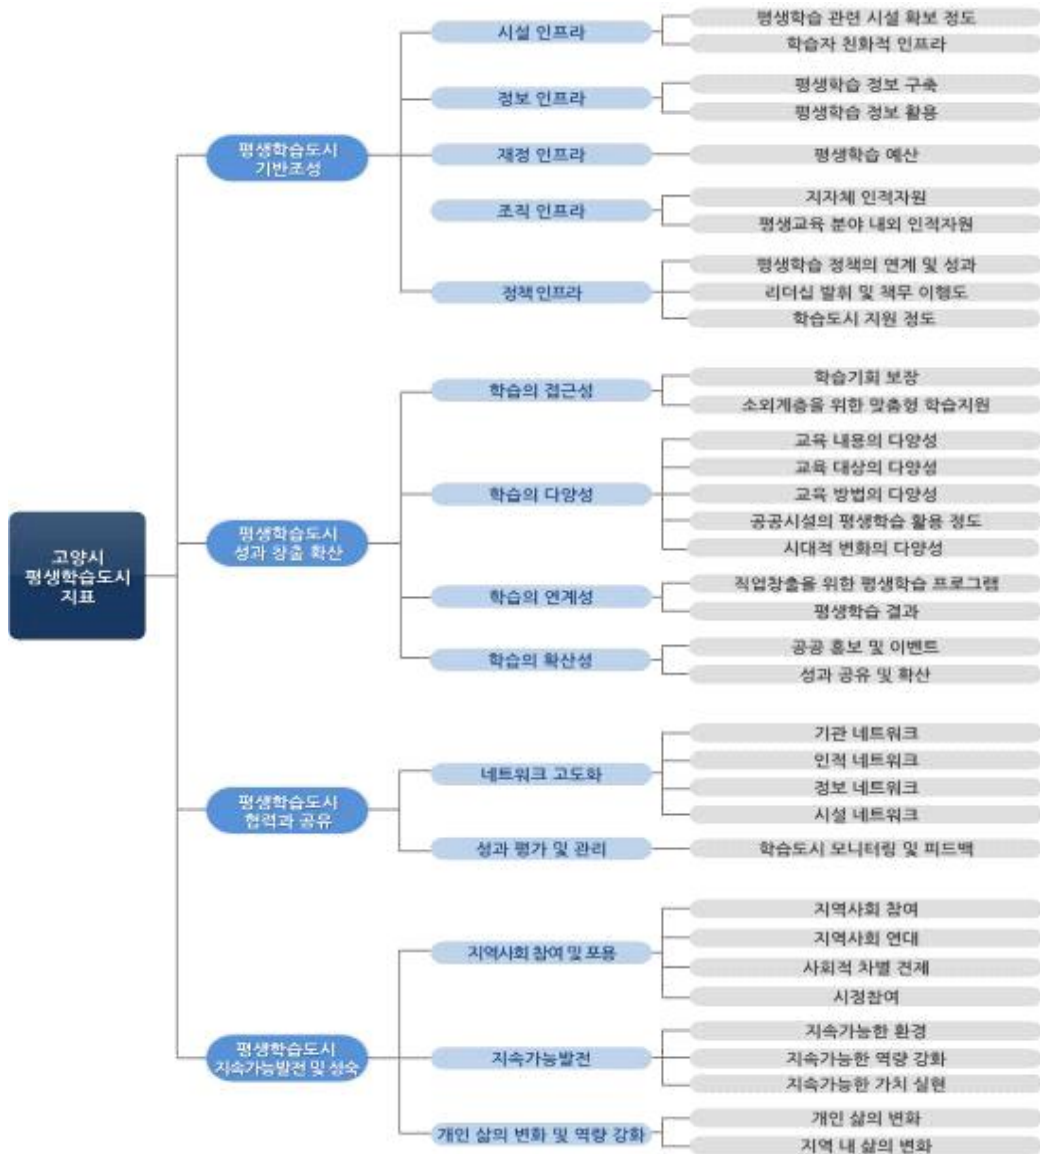 고양시
평생학습도시
지표
평생학습도시
기반조성
시설 인프라
평생학습 관련 시설 확보 정도
학습자 친화적 인프라
정보 인프라
평생학습 정보 구축
평생학습 정보 활용
재정 인프라
평생학습 예산
조직 인프라
지자체 인적자원
평생교육 분야 내외 인적자원
정책 인프라
평생학습 정책의 연계 및 성과
리더십 발휘 및 책무 이행도
학습도시 지원 정도
평생학습도시
성과 창출 확산
학습의 접근성
학습기회 보장
소외계층을 위한 맞춤형 학습지원
학습의 다양성
교육 내용의 다양성
교육 대상의 다양성
교육 방법의 다양성
공공시설의 평생학습 활용 정도
시대적 변화의 다양성
학습의 연계성
직업창출을 위한 평생학습 프로그램
평생학습 결과
학습의 확산성
공공 홍보 및 이벤트
성과 공유 및 확산
평생학습도시
협력과 공유
네트워크 고도화
기관 네트워크
인적 네트워크
정보 네트워크
시설 네트워크
성과 평가 및 관리
학습도시 모니터링 및 피드백
평생학습도시
지속가능발전 및 성숙
지역사회 참여 및 포용
지역사회 참여
지역사회 연대
사회적 차별 견제
시정참여
지속가능발전
지속가능한 환경
지속가능한 역량 강화
지속가능한 가치 실현
개인 삶의 변화 및 역량 강화
개인 삶의 변화
지역 내 삶의 변화